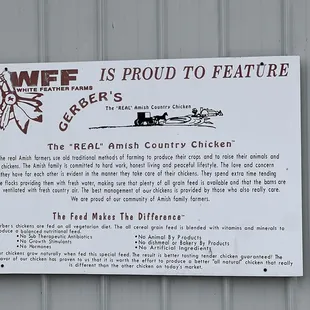 WFF
WHITE FEATHER FARMS
IS PROUD TO FEATURE
GERBER'S
The "REAL" Amish Country Chicken
The "REAL" Amish Country Chicken™
the real Amish farmers use old traditional methods of farming to produce their crops and to raise their animals and
chickens. The Amish family is committed to hard work, honest living and peaceful lifestyle. The love and concern
they have for each other is evident in the manner they take care of their chickens. They spend extra time tending
the flocks providing them with fresh water, making sure that plenty of all grain feed is available and that the barns are
ventilated with fresh country air. The best management of our chickens is provided by those who also really care.
We are proud of our community of Amish family farmers.
The Feed Makes The Difference™
Gerber's chickens are fed on all vegetarian diet. The all cereal grain feed is blended with vitamins and minerals to
produce a balanced nutritional feed.
•No Sub Therapeutic Antibiotics
•No Animal By Products
•No Growth Stimulants
•No fishmeal or Bakery By Products
•No Hormones
•No Artificial Ingredients
chickens grow naturally when fed this special feed. The result is better tasting tender chicken guaranteed! The
flavor of our chicken has proven to us that it is worth the effort to produce a better "all natural" chicken that really
is different than the other chicken on today's market.